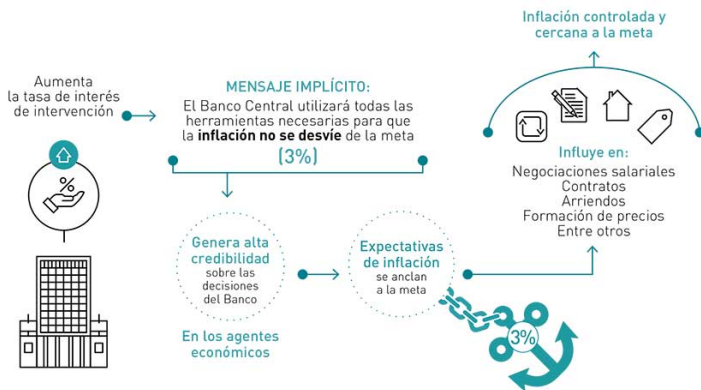 Aumenta
la tasa de interés
de intervención
MENSAJE IMPLÍCITO:
El Banco Central utilizará todas las
herramientas necesarias para que
la inflación no se desvíe de la meta
(3%)
Genera alta
credibilidad
sobre las
decisiones
del Banco
En los agentes
económicos
Expectativas
de inflación
se anclan
a la meta
3%
Inflación controlada y
cercana a la meta
Influye en:
Negociaciones salariales
Contratos
Arriendos
Formación de precios
Entre otros
%